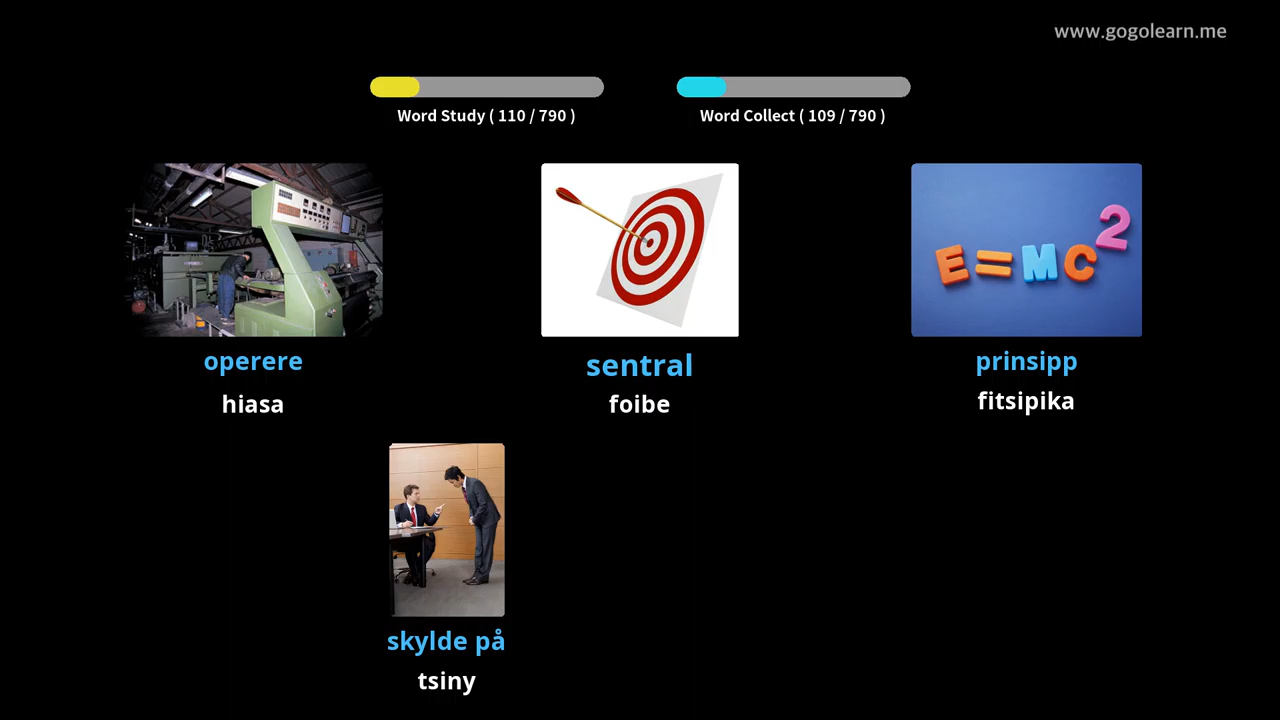 www.gogolearn.me
Word Study ( 110 / 790 )
Word Collect ( 109 / 790 )
E=MC2
operere
sentral
prinsipp
hiasa
foibe
fitsipika
skylde på
tsiny